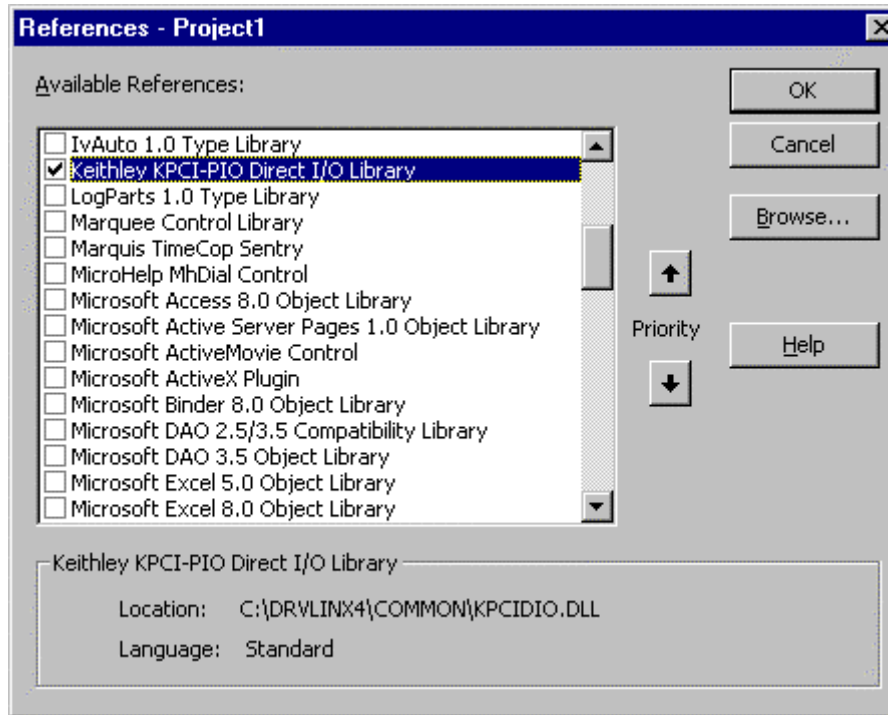 References - Project1
Available References:
IvAuto 1.0 Type Library
Keithley KPCI-PIO Direct I/O Library
LogParts 1.0 Type Library
Marquee Control Library
Marquis TimeCop Sentry
MicroHelp MhDial Control
Microsoft Access 8.0 Object Library
Microsoft Active Server Pages 1.0 Object Library
Microsoft ActiveMovie Control
Microsoft ActiveX Plugin
Microsoft Binder 8.0 Object Library
Microsoft DAO 2.5/3.5 Compatibility Library
Microsoft DAO 3.5 Object Library
Microsoft Excel 5.0 Object Library
Microsoft Excel 8.0 Object Library
Priority
OK
Cancel
Browse...
Help
Keithley KPCI-PIO Direct I/O Library
Location: C:\DRVLINX4\COMMON\KPCIDIO.DLL
Language: Standard